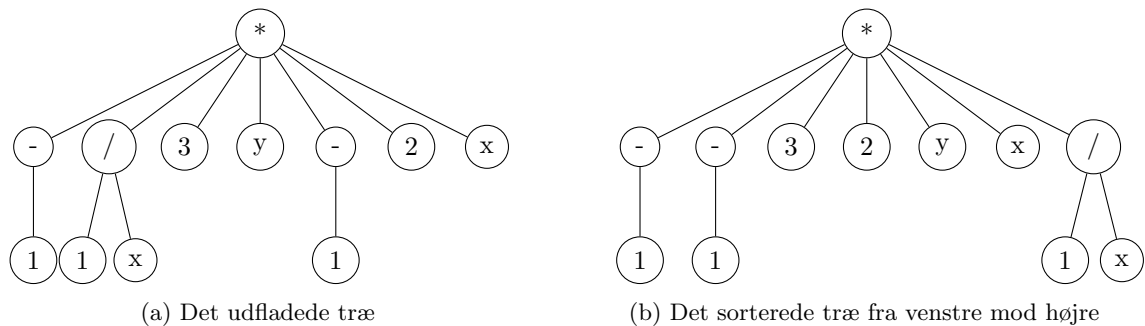 * *
- / 3 y - 2 x - - 3 2 y x /
1 1 x 1 1 1 1 x
(a) Det udfladede træ (b) Det sorterede træ fra venstre mod højre